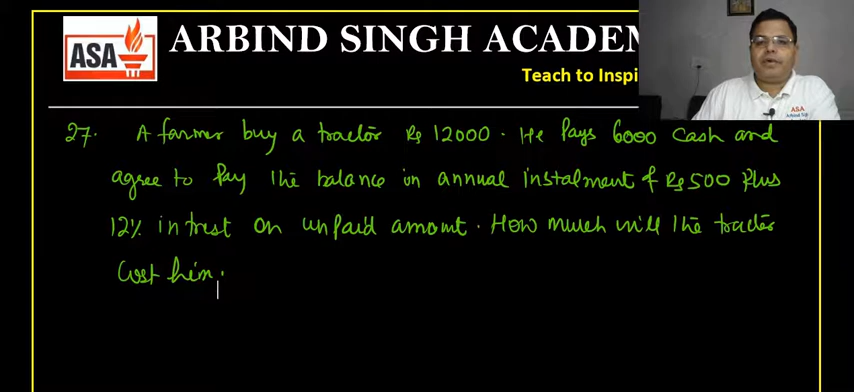 ASA
ARBIND SINGH ACADEM
Teach to Inspi
ASA
27. A farmer buy a tractor Rs 12000. He Pays 6000 cash and
agree to Pay the balance in annual instalment of Rs 500 Plus
12% intrest on unpaid amount. How much will the tractor
Cost him.